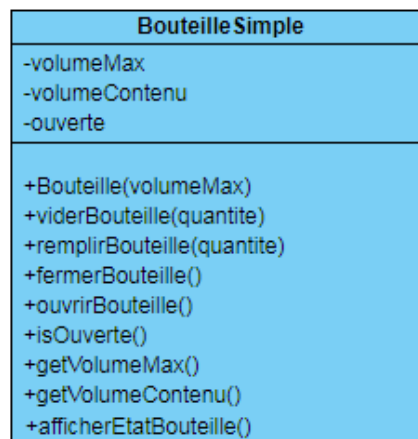 BouteilleSimple
-volumeMax
-volumeContenu
-ouverte
+Bouteille(volumeMax)
+viderBouteille(quantite)
+remplirBouteille(quantite)
+fermerBouteille()
+ouvrirBouteille()
+isOuverte()
+getVolumeMax()
+getVolumeContenu()
+afficherEtatBouteille()